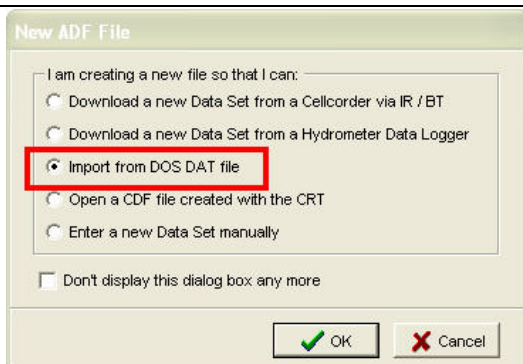 New ADF File
I am creating a new file so that I can:
Download a new Data Set from a Cellcorder via IR / BT
Download a new Data Set from a Hydrometer Data Logger
Import from DOS DAT file
Open a CDF file created with the CRT
Enter a new Data Set manually
Don't display this dialog box any more
OK
Cancel